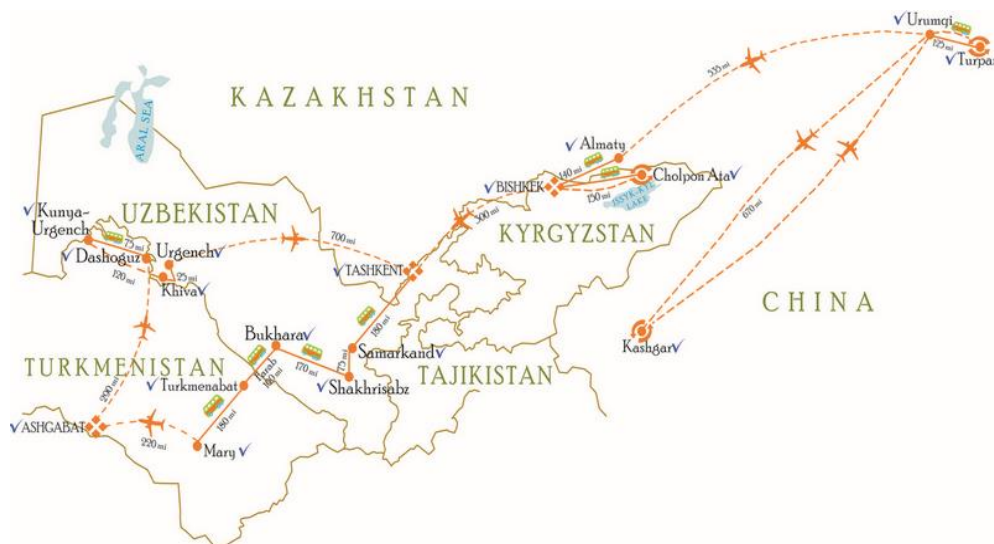 Urumqi
125 mi
Turpan
535 mi
KAZAKHSTAN
ARAL SEA
Almaty
140 mi
BISHKEK
Cholpon Ata
150 mi
ISSYK-KYL
LAKE
300 mi
670 mi
Kunya-
Urgench
UZBEKISTAN
KYRGYZSTAN
75 mi
Urgench
700 mi
Dashoguz
TASHKENT
120 mi
25 mi
Khiva
CHINA
180 mi
Bukhara
Samarkand
Kashgar
75 mi
TURKMENISTAN
Farab
170 mi
TAJIKISTAN
Turkmenabat
180 mi
Shakhrisabz
290 mi
180 mi
ASHGABAT
220 mi
Mary